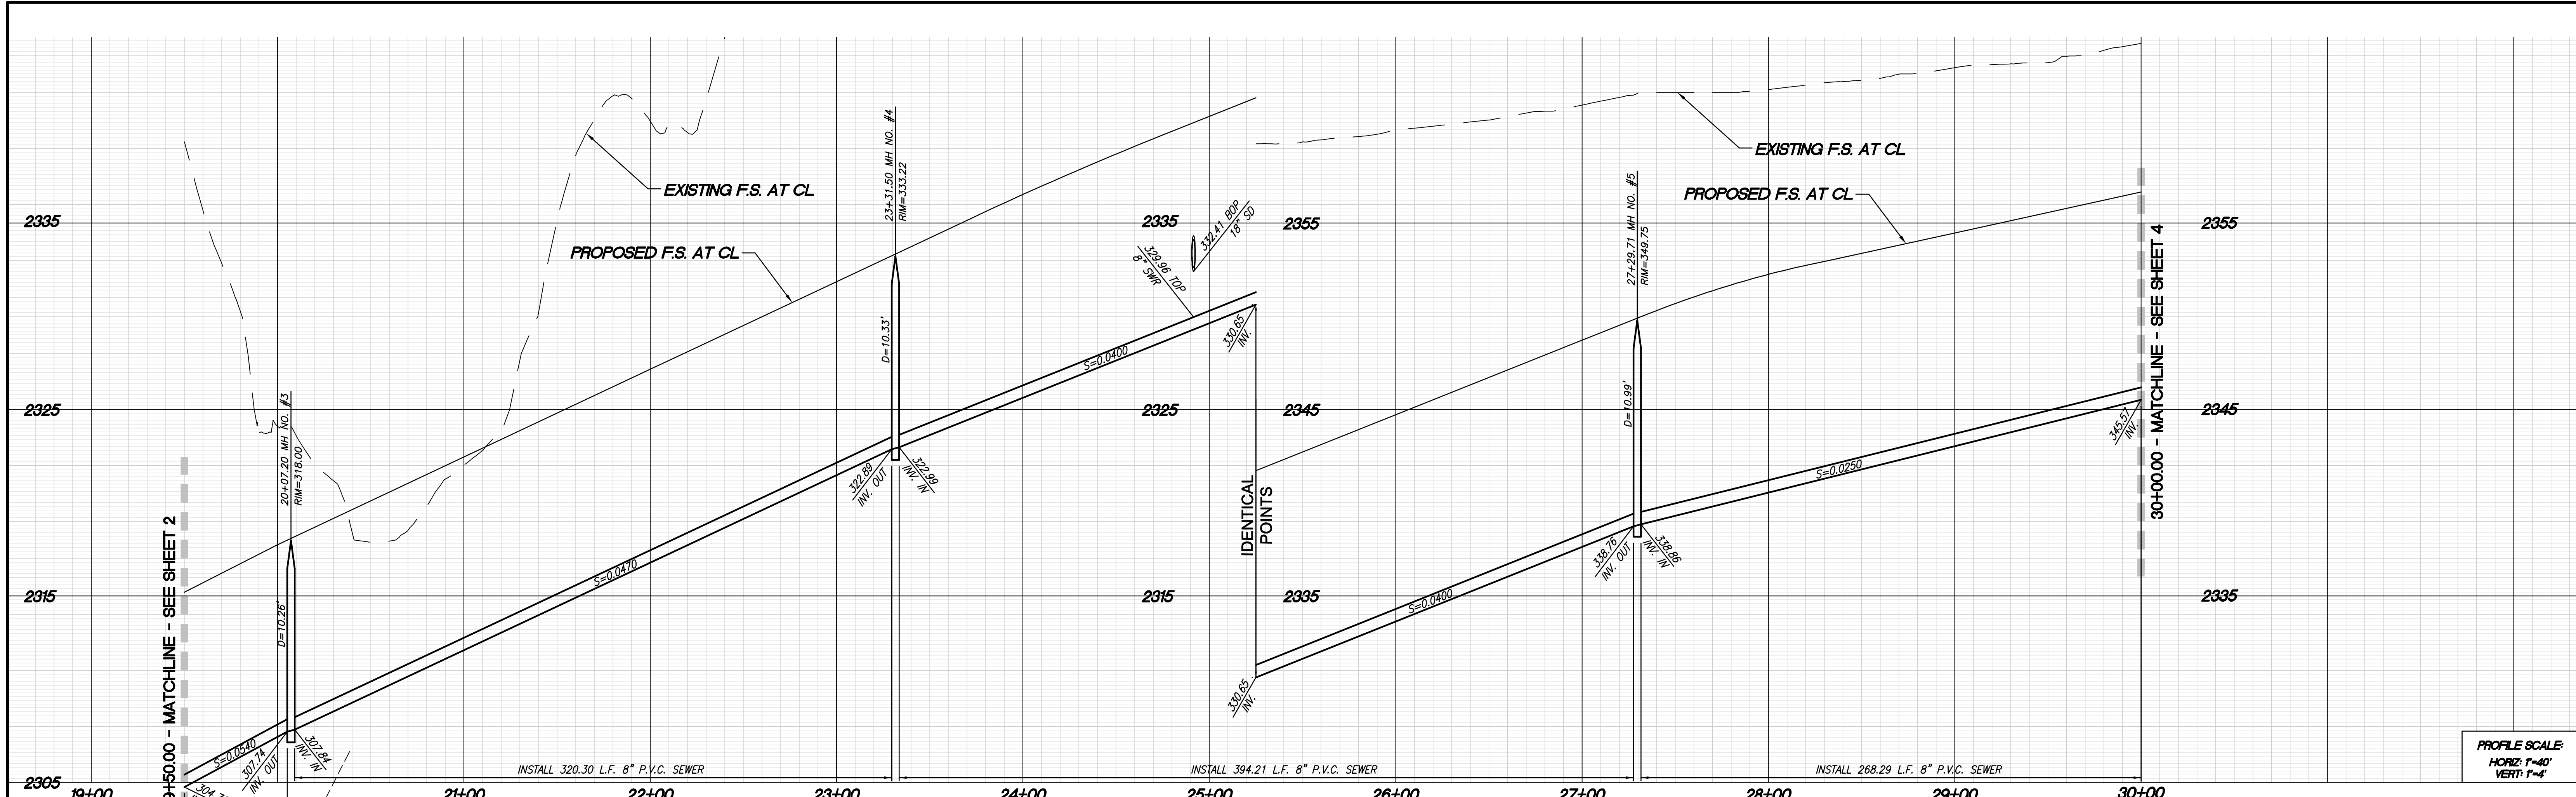 EXISTING F.S. AT CL
PROPOSED F.S. AT CL
23+31.50 MH NO. #4
RIM=333.22
D=10.33'
2335
2325
2315
2305
20+07.20 MH NO. #3
RIM=318.00
D=10.26'
MATCHLINE - SEE SHEET 2
S=0.0540
307.74
INV. OUT
307.84
INV. IN
S=0.0470
322.89
INV. OUT
322.99
INV. IN
S=0.0400
329.96 TOP
8" SWR
332.41 BOP
18" SD
330.65
INV.
2335
2325
2315
2355
2345
2335
IDENTICAL
POINTS
330.65
INV.
S=0.0400
27+29.71 MH NO. #5
RIM=349.75
D=10.99'
338.76
INV. OUT
338.86
INV. IN
S=0.0250
EXISTING F.S. AT CL
PROPOSED F.S. AT CL
345.57
INV.
30+00.00 - MATCHLINE - SEE SHEET 4
2355
2345
2335
INSTALL 320.30 L.F. 8" P.V.C. SEWER
INSTALL 394.21 L.F. 8" P.V.C. SEWER
INSTALL 268.29 L.F. 8" P.V.C. SEWER
19+00
21+00
22+00
23+00
24+00
25+00
26+00
27+00
28+00
29+00
30+00
PROFILE SCALE:
HORIZ: 1"=40'
VERT: 1"=4'